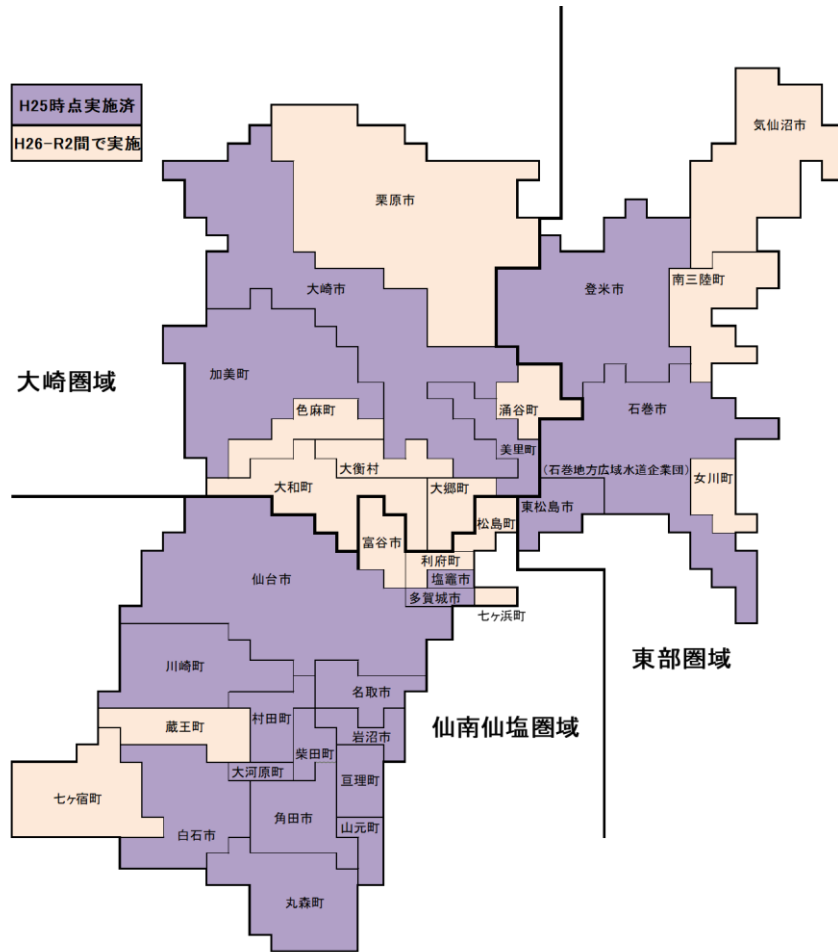 H25時点実施済
H26-R2間で実施
気仙沼市
栗原市
南三陸町
大崎市
登米市
加美町
大崎圏域
色麻町
涌谷町
石巻市
美里町
大衡村
(石巻地方広域水道企業団)
女川町
大和町
大郷町
東松島市
松島町
富谷市
利府町
仙台市
塩竈市
多賀城市
七ヶ浜町
東部圏域
川崎町
名取市
村田町
仙南仙塩圏域
蔵王町
岩沼市
柴田町
大河原町
亘理町
七ヶ宿町
角田市
山元町
白石市
丸森町